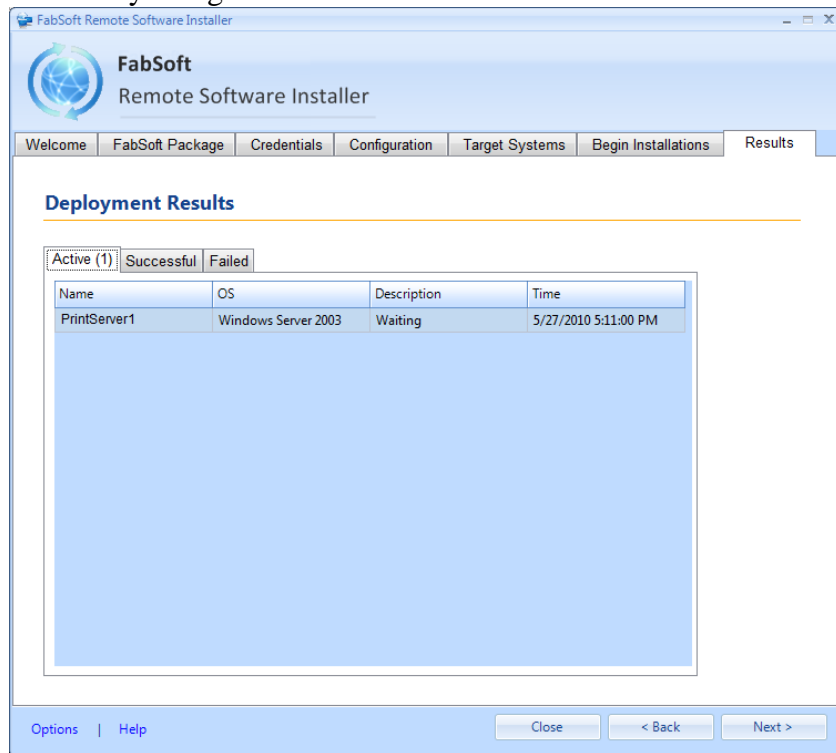 FabSoft Remote Software Installer
FabSoft
Remote Software Installer
Welcome FabSoft Package Credentials Configuration Target Systems Begin Installations Results
Deployment Results
Active (1) Successful Failed
Name OS Description Time
PrintServer1 Windows Server 2003 Waiting 5/27/2010 5:11:00 PM
Options | Help Close < Back Next >